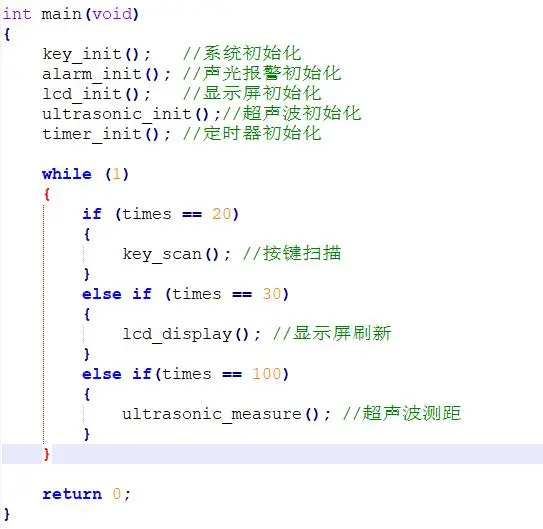 int main(void)
{
    key_init();   //系统初始化
    alarm_init(); //声光报警初始化
    lcd_init();   //显示屏初始化
    ultrasonic_init();//超声波初始化
    timer_init(); //定时器初始化

    while (1)
    {
        if (times == 20)
        {
            key_scan(); //按键扫描
        }
        else if (times == 30)
        {
            lcd_display(); //显示屏刷新
        }
        else if(times == 100)
        {
            ultrasonic_measure(); //超声波测距
        }
    }

    return 0;
}